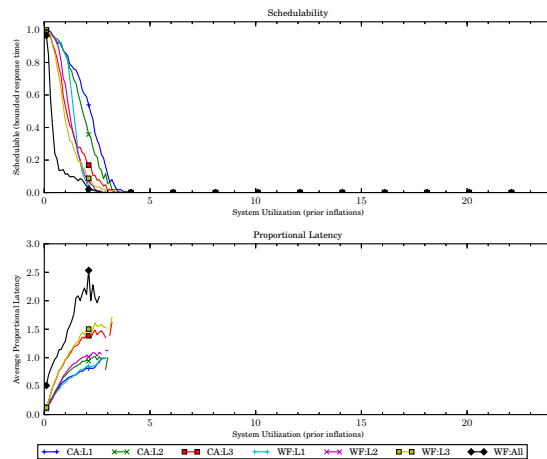 Schedulability
Schedulable (bounded response time)
1.0
0.8
0.6
0.4
0.2
0.0
0 5 10 15 20
System Utilization (prior inflations)
Proportional Latency
Average Proportional Latency
3.0
2.5
2.0
1.5
1.0
0.5
0.0
0 5 10 15 20
System Utilization (prior inflations)
CA:L1 CA:L2 CA:L3 WF:L1 WF:L2 WF:L3 WF:All